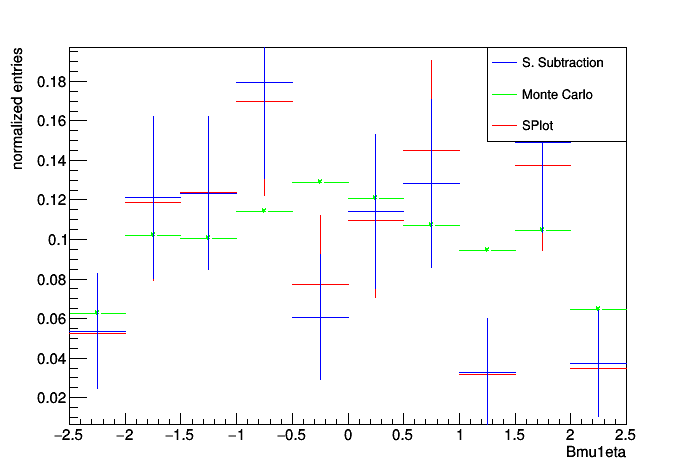 normalized entries
0.18
0.16
0.14
0.12
0.1
0.08
0.06
0.04
0.02
S. Subtraction
Monte Carlo
SPlot
−2.5 −2 −1.5 −1 −0.5 0 0.5 1 1.5 2 2.5
Bmu1eta